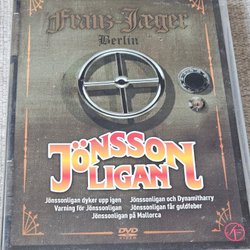 Franz Jæger
Berlin
JÖNSSON
LIGAN
Jönssonligan dyker upp igen Jönssonligan och Dynamitharry
Varning för Jönssonligan Jönssonligan får guldfeber
Jönssonligan på Mallorca
DVD